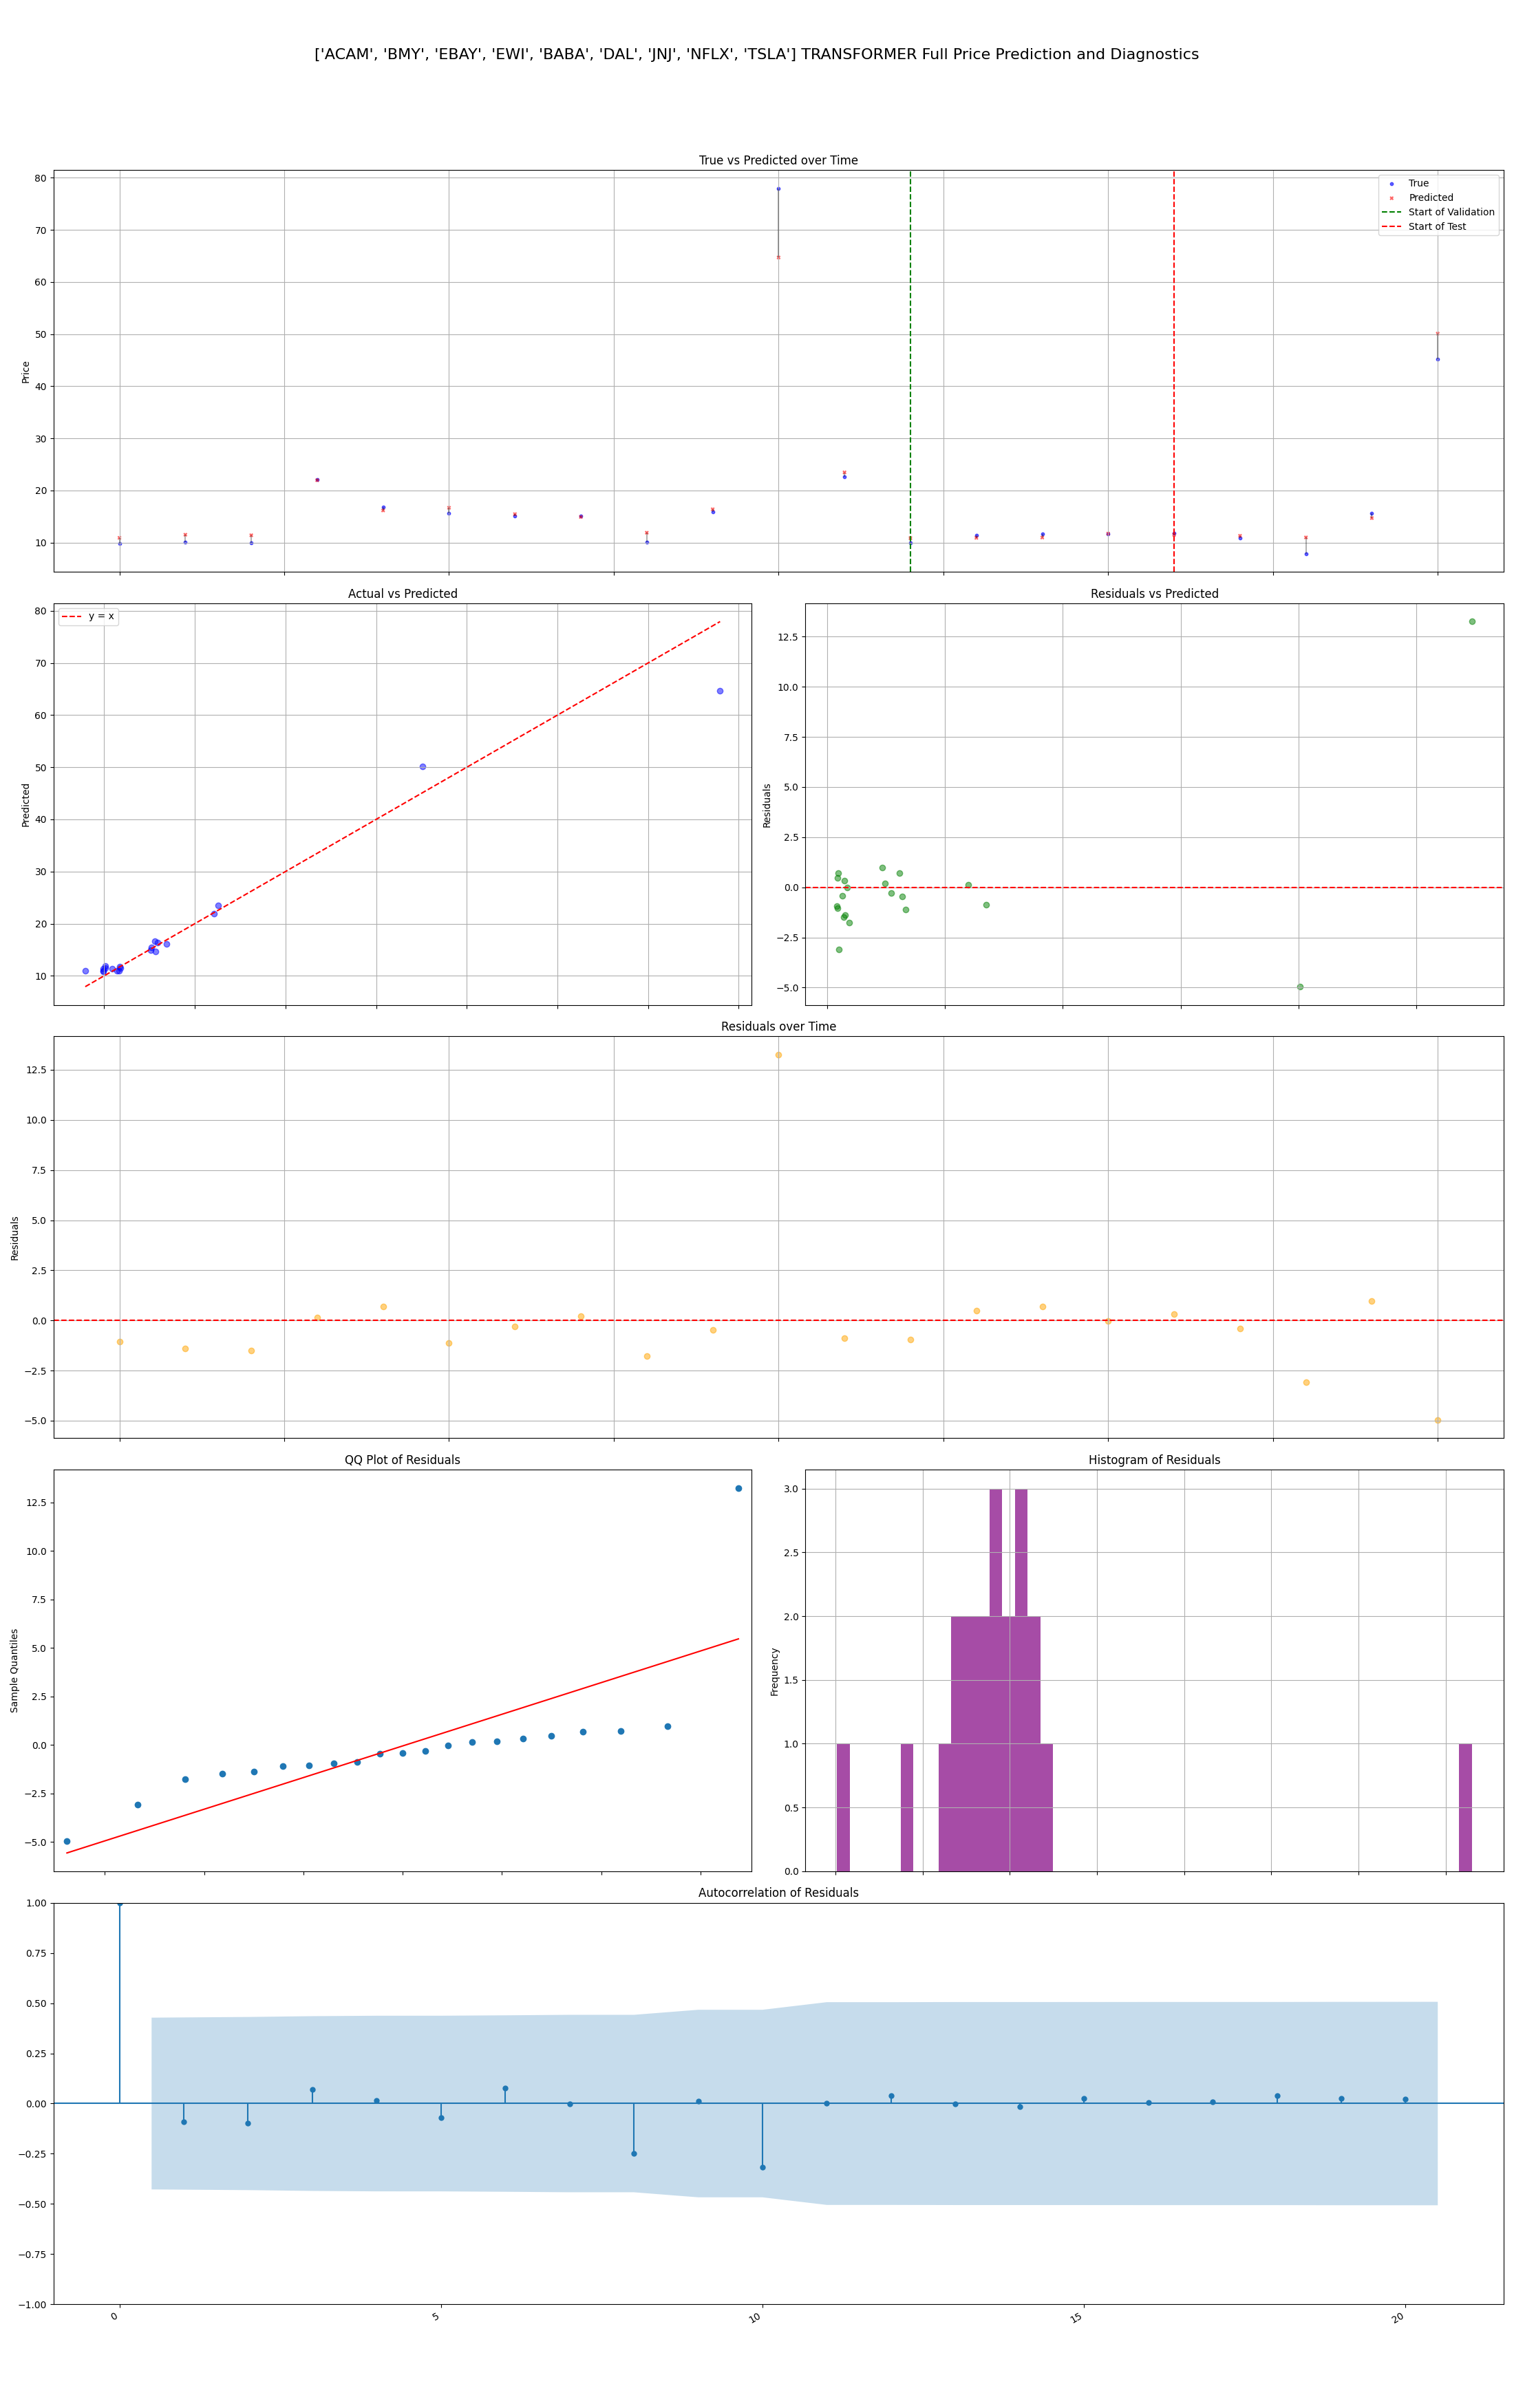 ['ACAM', 'BMY', 'EBAY', 'EWI', 'BABA', 'DAL', 'JNJ', 'NFLX', 'TSLA'] TRANSFORMER Full Price Prediction and Diagnostics
True vs Predicted over Time
Price
80
70
60
50
40
30
20
10
True
Predicted
Start of Validation
Start of Test
Actual vs Predicted
Predicted
80
70
60
50
40
30
20
10
y = x
Residuals vs Predicted
Residuals
12.5
10.0
7.5
5.0
2.5
0.0
−2.5
−5.0
Residuals over Time
Residuals
12.5
10.0
7.5
5.0
2.5
0.0
−2.5
−5.0
QQ Plot of Residuals
Sample Quantiles
12.5
10.0
7.5
5.0
2.5
0.0
−2.5
−5.0
Histogram of Residuals
Frequency
3.0
2.5
2.0
1.5
1.0
0.5
0.0
Autocorrelation of Residuals
1.00
0.75
0.50
0.25
0.00
−0.25
−0.50
−0.75
−1.00
0 5 10 15 20